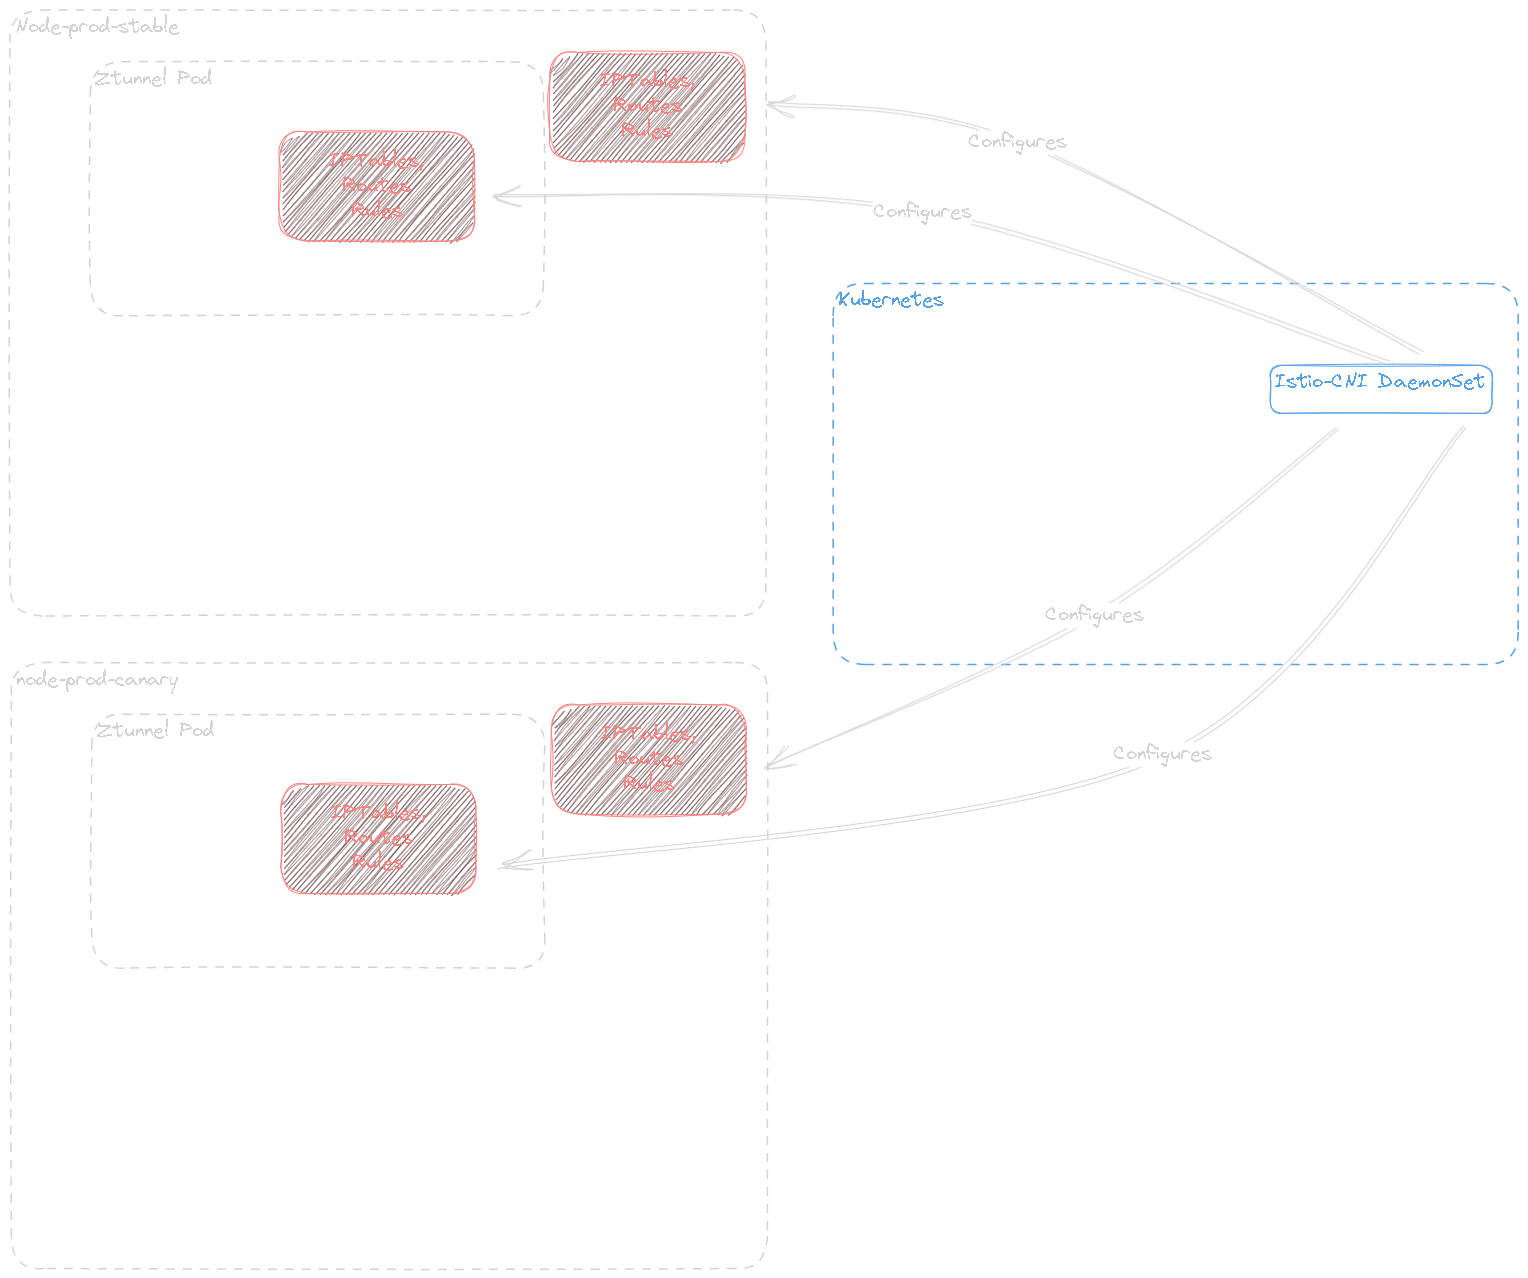 Node-prod-stable
Ztunnel Pod
IPTables,
Routes
Rules
IPTables,
Routes
Rules
Configures
Configures
Kubernetes
Istio-CNI DaemonSet
Configures
node-prod-canary
Ztunnel Pod
IPTables,
Routes
Rules
Configures
IPTables,
Routes
Rules